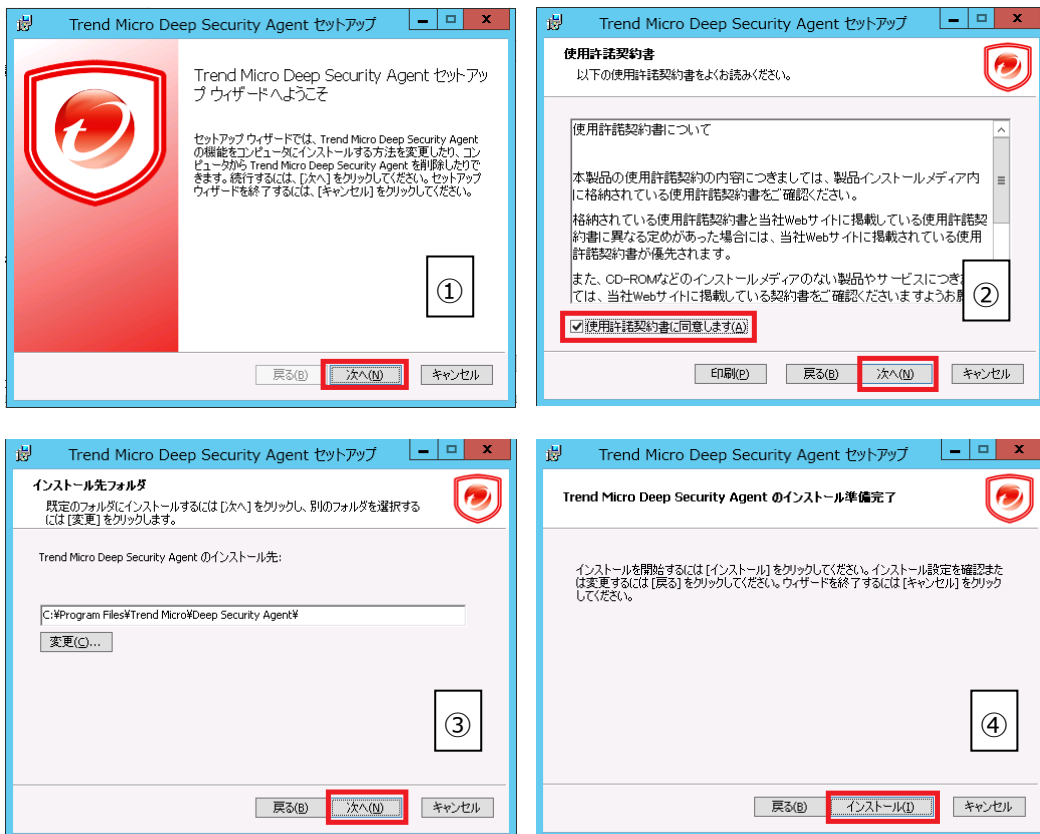 Trend Micro Deep Security Agent セットアップ
Trend Micro Deep Security Agent セットアッ
プ ウィザードへようこそ
セットアップ ウィザードでは、Trend Micro Deep Security Agent
の機能をコンピュータにインストールする方法を変更したり、コン
ピュータから Trend Micro Deep Security Agent を削除したりで
きます。続行するには、[次へ] をクリックしてください。セットアップ
ウィザードを終了するには、[キャンセル] をクリックしてください。
①
戻る(B)
次へ(N)
キャンセル
Trend Micro Deep Security Agent セットアップ
使用許諾契約書
以下の使用許諾契約書をよくお読みください。
使用許諾契約書について
本製品の使用許諾契約の内容につきましては、製品インストールメディア内
に格納されている使用許諾契約書をご確認ください。
格納されている使用許諾契約書と当社Webサイトに掲載している使用許諾契
約書に異なる定めがあった場合には、当社Webサイトに掲載されている使用
許諾契約書が優先されます。
また、CD-ROMなどのインストールメディアのない製品やサービスにつき
ては、当社Webサイトに掲載している契約書をご確認くださいますようお
②
使用許諾契約書に同意します(A)
印刷(P)
戻る(B)
次へ(N)
キャンセル
Trend Micro Deep Security Agent セットアップ
インストール先フォルダ
既定のフォルダにインストールするには [次へ] をクリックし、別のフォルダを選択する
には [変更] をクリックします。
Trend Micro Deep Security Agent のインストール先:
C:¥Program Files¥Trend Micro¥Deep Security Agent¥
変更(C)...
③
戻る(B)
次へ(N)
キャンセル
Trend Micro Deep Security Agent セットアップ
Trend Micro Deep Security Agent のインストール準備完了
インストールを開始するには [インストール] をクリックしてください。インストール設定を確認また
は変更するには [戻る] をクリックしてください。ウィザードを終了するには [キャンセル] をクリック
してください。
④
戻る(B)
インストール(I)
キャンセル